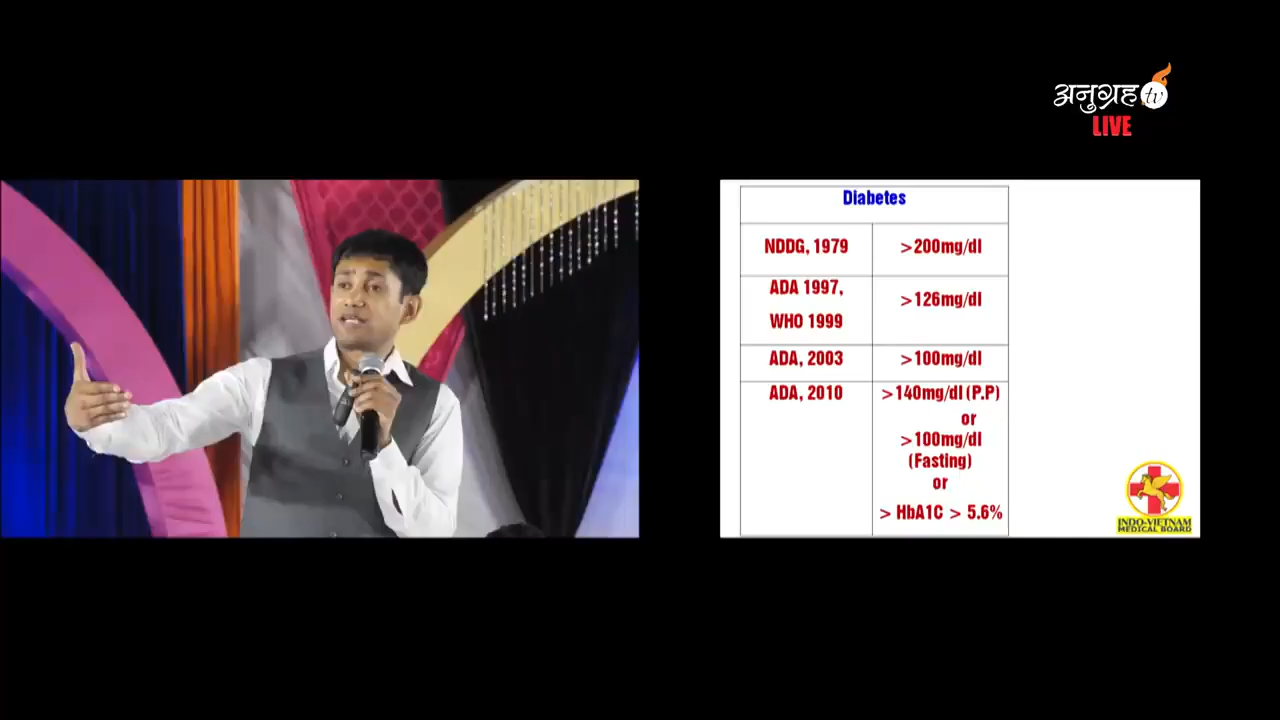 अनुग्रह tv
LIVE
Diabetes
NDDG, 1979 >200mg/dl
ADA 1997,
WHO 1999
>126mg/dl
ADA, 2003 >100mg/dl
ADA, 2010 >140mg/dl (P.P)
or
>100mg/dl
(Fasting)
or
> HbA1C > 5.6%
INDO-VIETNAM
MEDICAL BOARD